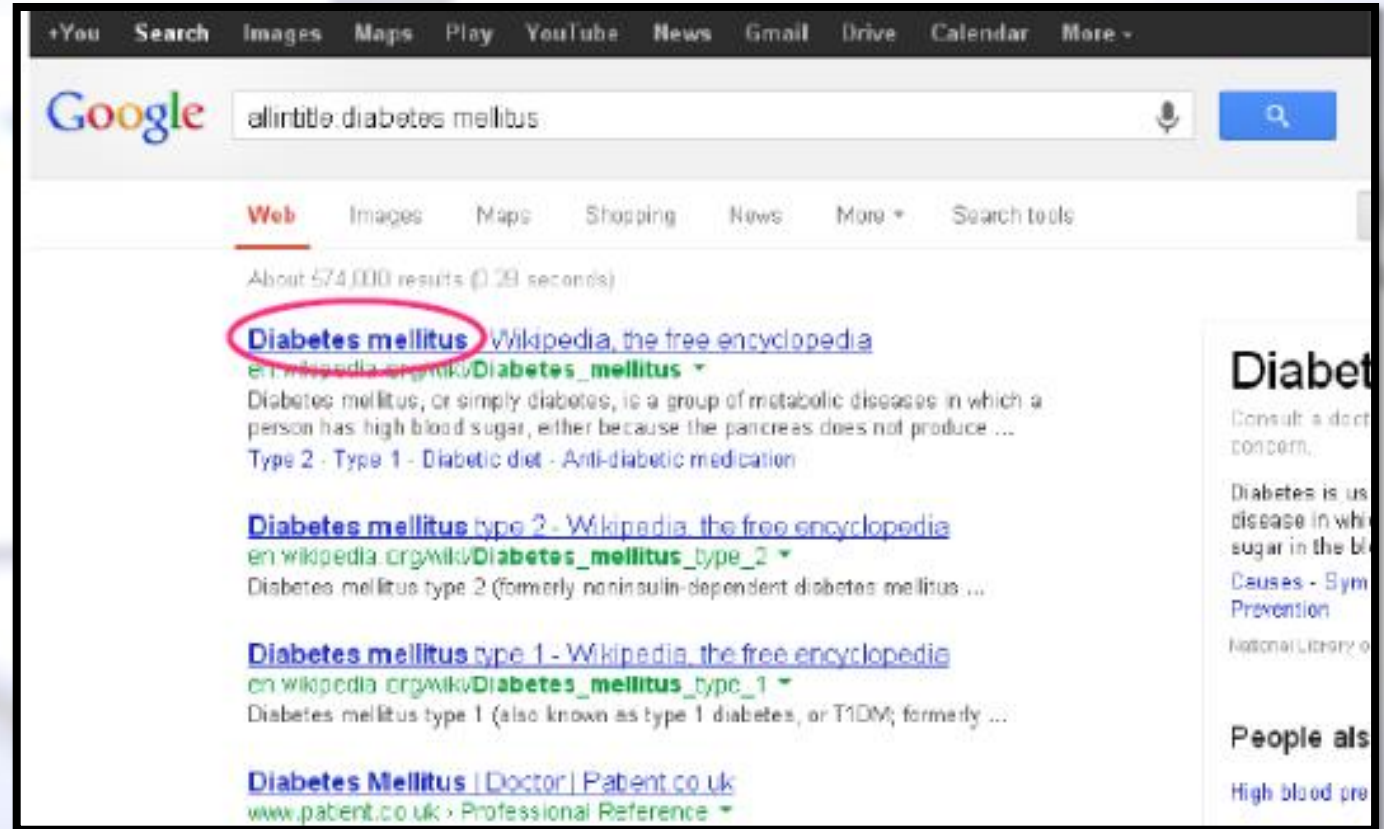 +You Search Images Maps Play YouTube News Gmail Drive Calendar More
Google
allintitle:diabetes mellitus
Web Images Maps Shopping News More Search tools
About 574,000 results (0.29 seconds)
Diabetes mellitus - Wikipedia, the free encyclopedia
en.wikipedia.org/wiki/Diabetes_mellitus
Diabetes mellitus, or simply diabetes, is a group of metabolic diseases in which a
person has high blood sugar, either because the pancreas does not produce ...
Type 2 - Type 1 - Diabetic diet - Anti-diabetic medication
Diabetes mellitus type 2 - Wikipedia, the free encyclopedia
en.wikipedia.org/wiki/Diabetes_mellitus_type_2
Diabetes mellitus type 2 (formerly noninsulin-dependent diabetes mellitus ...
Diabetes mellitus type 1 - Wikipedia, the free encyclopedia
en.wikipedia.org/wiki/Diabetes_mellitus_type_1
Diabetes mellitus type 1 (also known as type 1 diabetes, or T1DM; formerly ...
Diabetes Mellitus | Doctor | Patient.co.uk
www.patient.co.uk › Professional Reference
Diabet
Consult a doct
concern.
Diabetes is us
disease in whi
sugar in the bl
Causes - Sym
Prevention
National Library o
People als
High blood pre